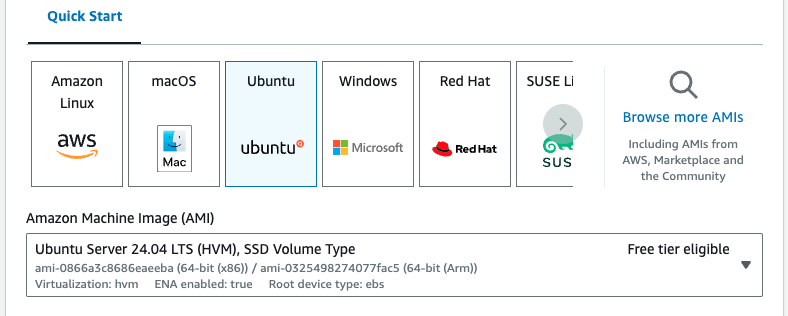 Quick Start
Amazon
Linux
aws
macOS
Mac
Ubuntu
ubuntu
Windows
Microsoft
Red Hat
Red Hat
SUSE Li
SUS
Browse more AMIs
Including AMIs from
AWS, Marketplace and
the Community
Amazon Machine Image (AMI)
Ubuntu Server 24.04 LTS (HVM), SSD Volume Type
Free tier eligible
ami-0866a3c8686eaeeba (64-bit (x86)) / ami-0325498274077fac5 (64-bit (Arm))
Virtualization: hvm ENA enabled: true Root device type: ebs